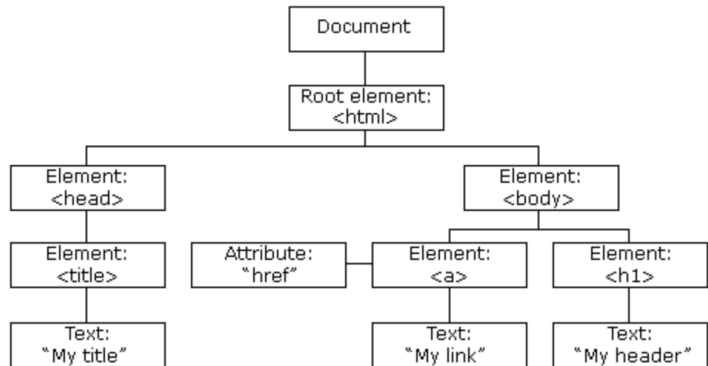 Document
Root element:
<html>
Element:
<head>
Element:
<body>
Element:
<title>
Attribute:
“href”
Element:
<a>
Element:
<h1>
Text:
“My title”
Text:
“My link”
Text:
“My header”